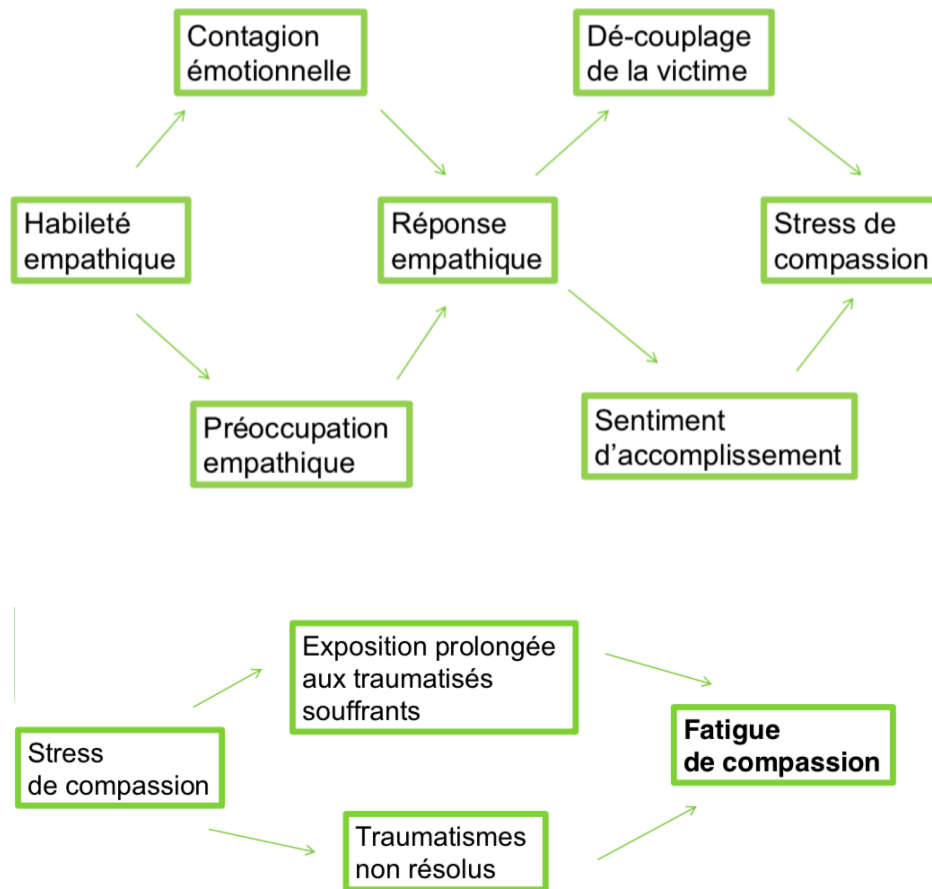 Contagion
émotionnelle
Dé-couplage
de la victime
Habileté
empathique
Réponse
empathique
Stress de
compassion
Préoccupation
empathique
Sentiment
d’accomplissement
Exposition prolongée
aux traumatisés
souffrants
Stress
de compassion
Fatigue
de compassion
Traumatismes
non résolus